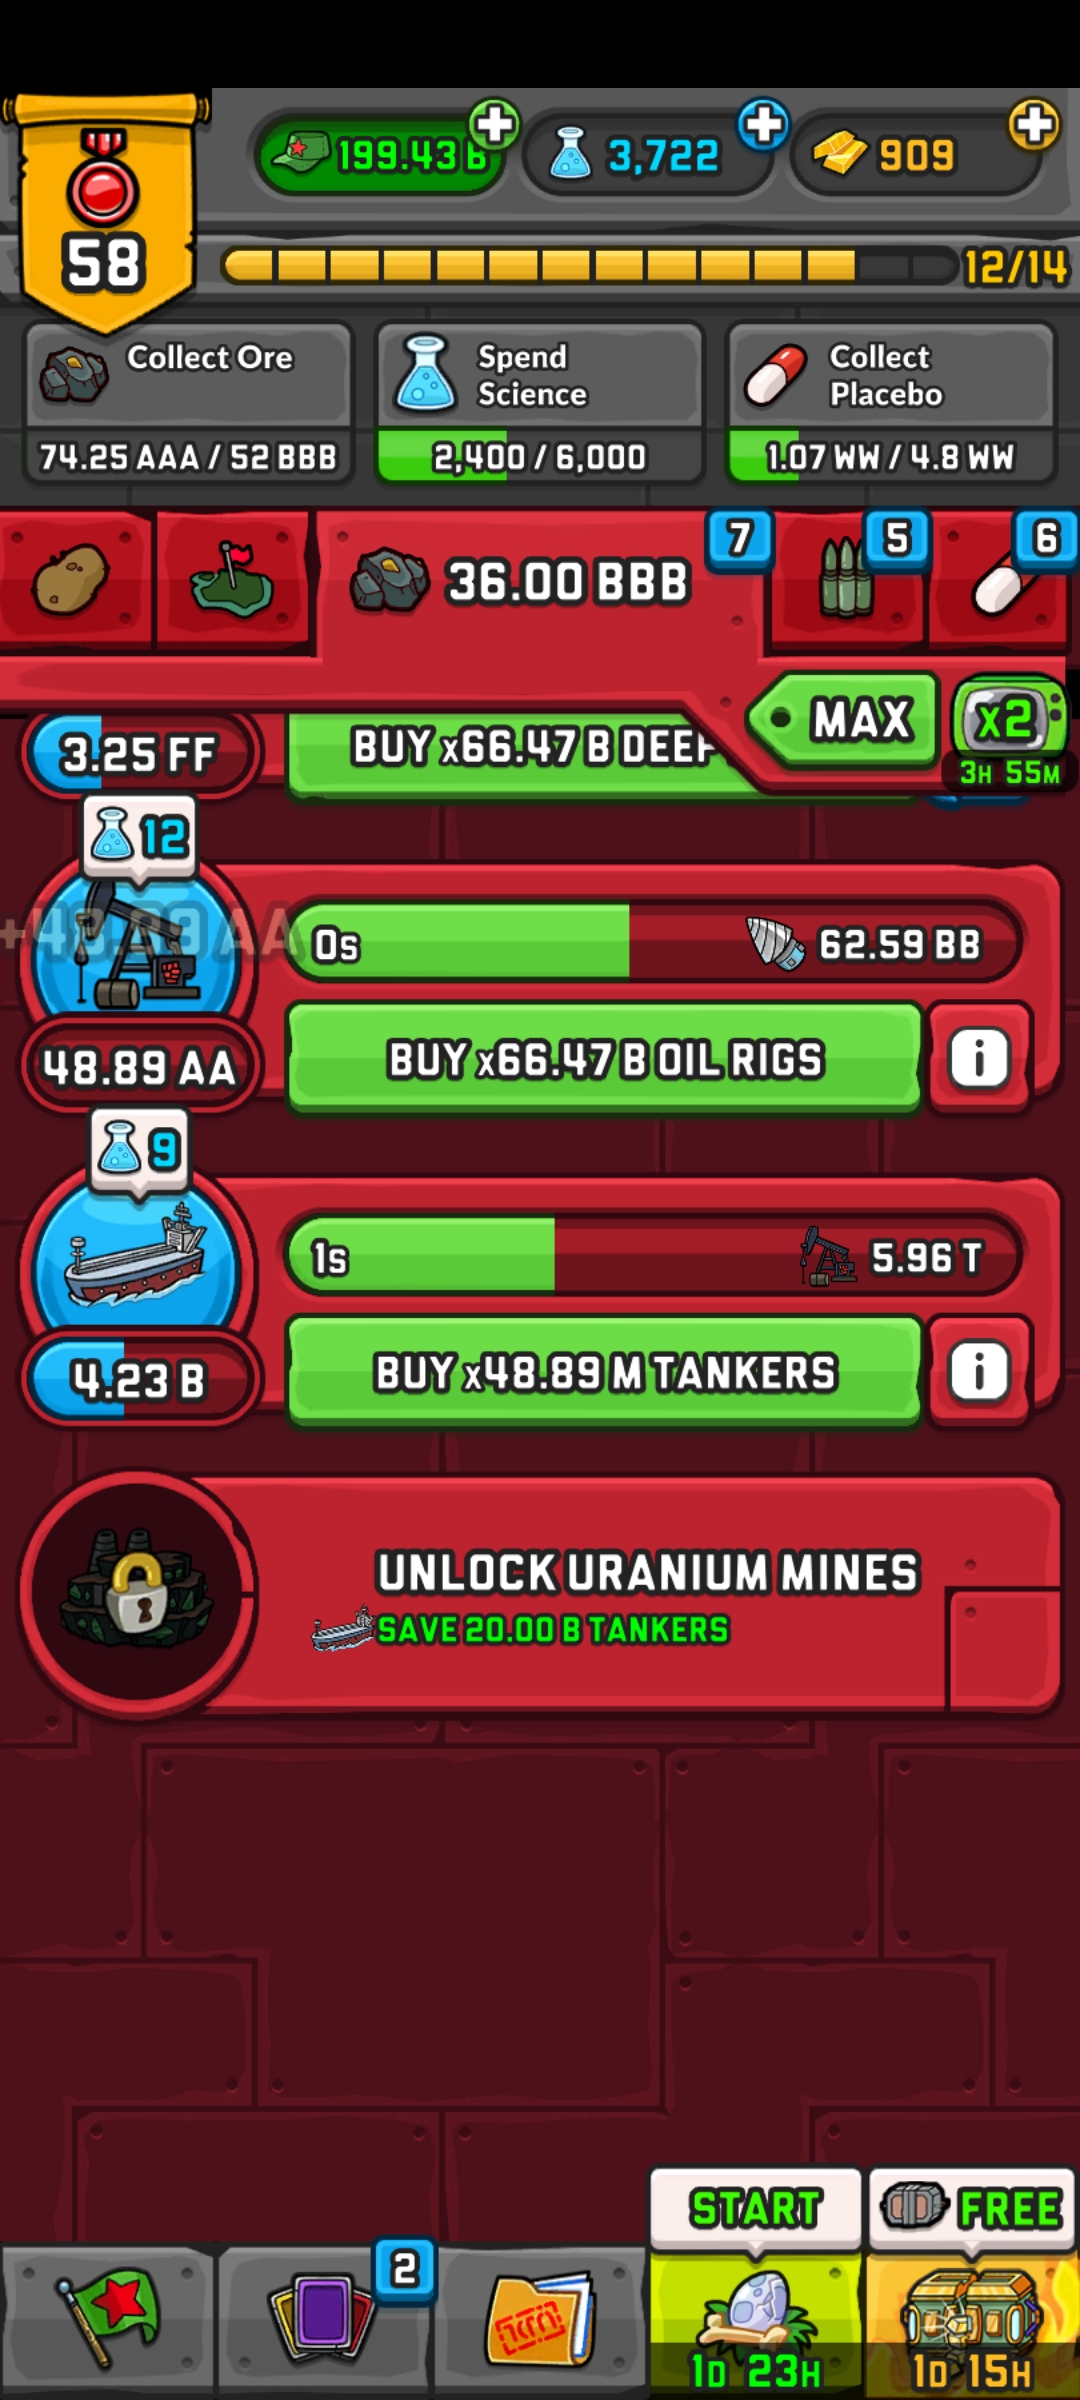 58
199.43 B
3,722
909
12/14
Collect Ore
74.25 AAA / 52 BBB
Spend
Science
2,400 / 6,000
Collect
Placebo
1.07 WW / 4.8 WW
36.00 BBB
7
5
6
MAX
x2
3H 55M
3.25 FF
BUY x66.47 B DEEP
12
+48.89 AA
0s
62.59 BB
48.89 AA
BUY x66.47 B OIL RIGS
i
9
1s
5.96 T
4.23 B
BUY x48.89 M TANKERS
i
UNLOCK URANIUM MINES
SAVE 20.00 B TANKERS
START
FREE
2
1D 23H
1D 15H